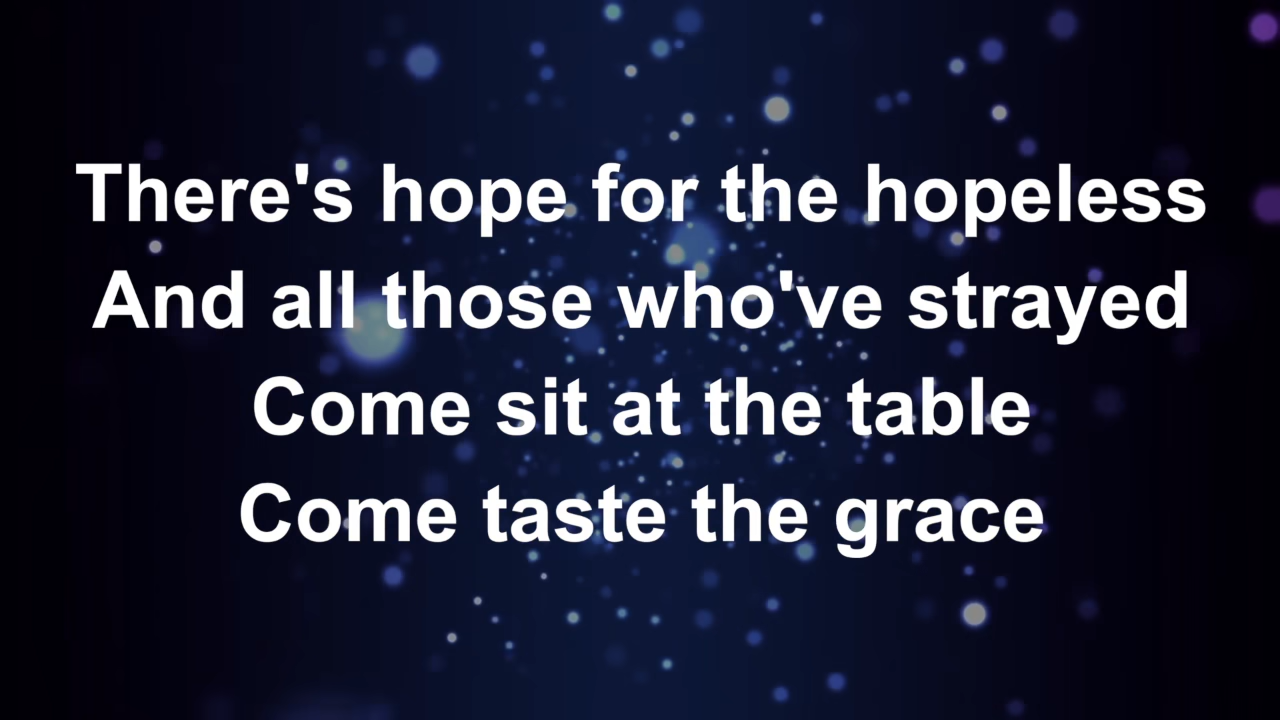 There's hope for the hopeless
And all those who've strayed
Come sit at the table
Come taste the grace